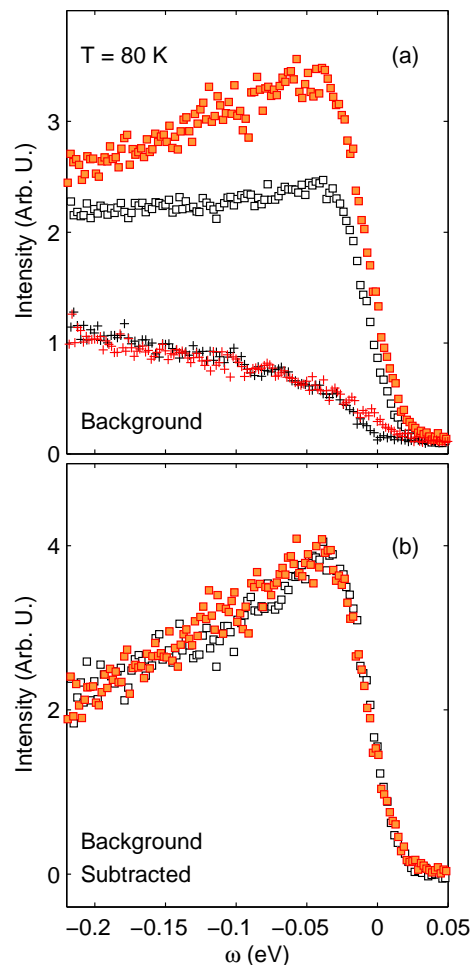 T = 80 K
(a)
3
2
1
0
Intensity (Arb. U.)
Background
(b)
4
2
0
Intensity (Arb. U.)
Background
Subtracted
−0.2 −0.15 −0.1 −0.05 0 0.05
ω (eV)